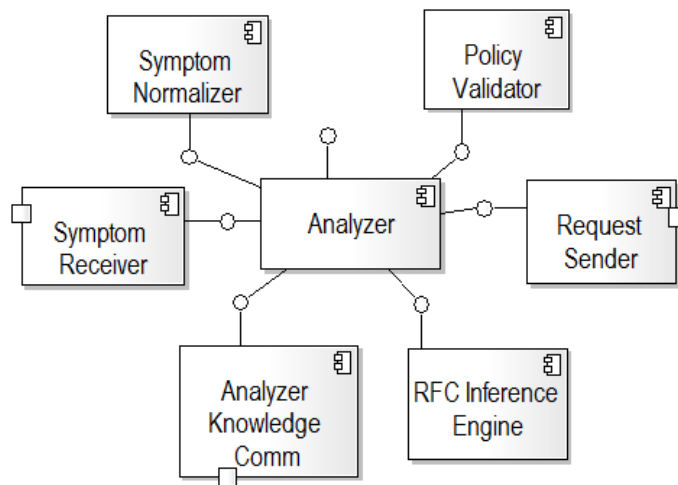 Symptom
Normalizer
Policy
Validator
Analyzer
Symptom
Receiver
Request
Sender
Analyzer
Knowledge
Comm
RFC Inference
Engine